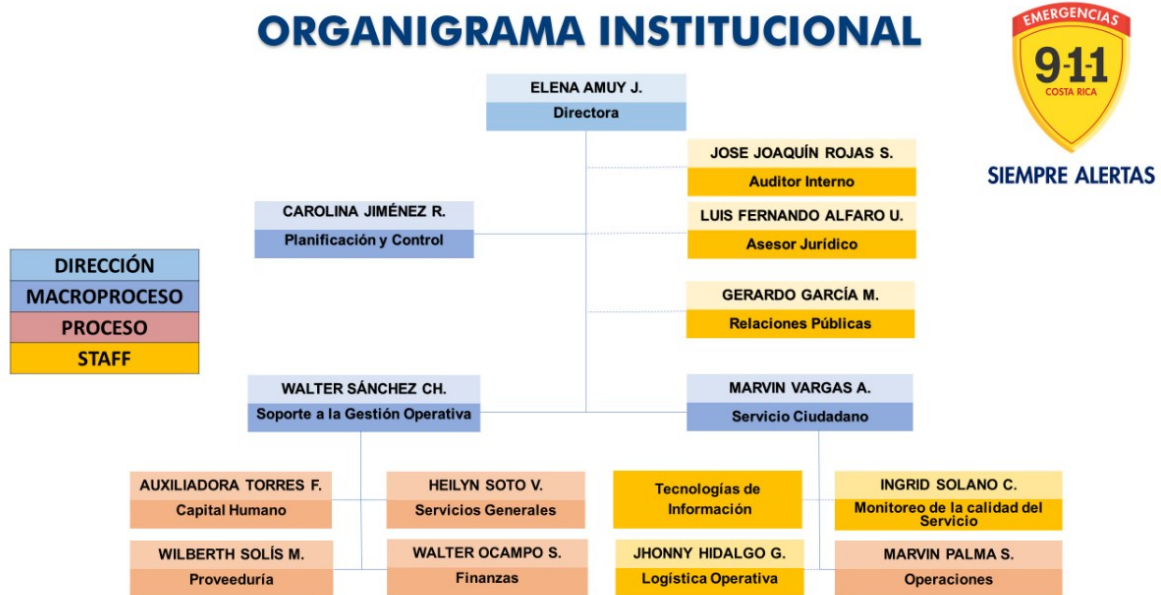 ORGANIGRAMA INSTITUCIONAL
EMERGENCIAS
9-1-1
COSTA RICA
SIEMPRE ALERTAS
ELENA AMUY J.
Directora
JOSE JOAQUÍN ROJAS S.
Auditor Interno
CAROLINA JIMÉNEZ R.
Planificación y Control
LUIS FERNANDO ALFARO U.
Asesor Jurídico
DIRECCIÓN
MACROPROCESO
PROCESO
STAFF
GERARDO GARCÍA M.
Relaciones Públicas
WALTER SÁNCHEZ CH.
Soporte a la Gestión Operativa
MARVIN VARGAS A.
Servicio Ciudadano
AUXILIADORA TORRES F.
Capital Humano
HEILYN SOTO V.
Servicios Generales
Tecnologías de
Información
INGRID SOLANO C.
Monitoreo de la calidad del
Servicio
WILBERTH SOLÍS M.
Proveeduría
WALTER OCAMPO S.
Finanzas
JHONNY HIDALGO G.
Logística Operativa
MARVIN PALMA S.
Operaciones